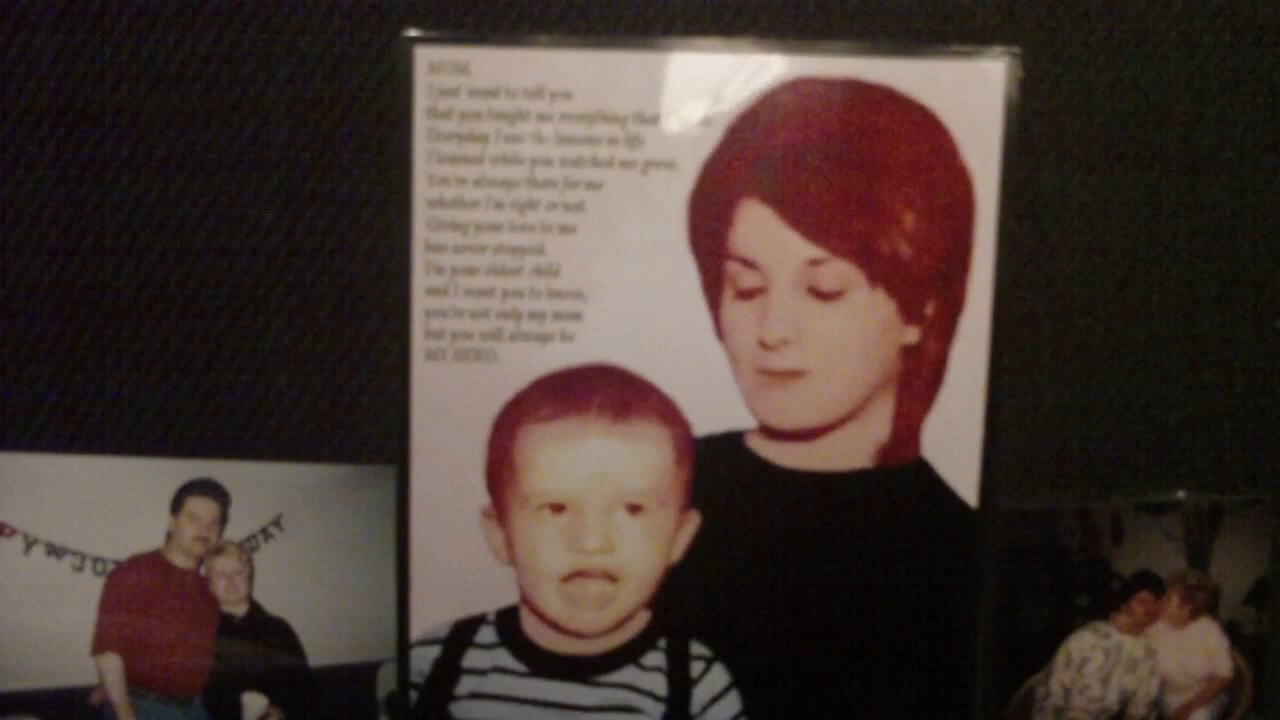 MOM,
I just want to tell you
that you taught me everything that
Everyday I use the lessons in life
I learned while you watched me grow.
You're always there for me
whether I'm right or not.
Giving your love to me
has never stopped.
I'm your oldest child
and I want you to know,
you're not only my mom
but you will always be
MY HERO.
DAY